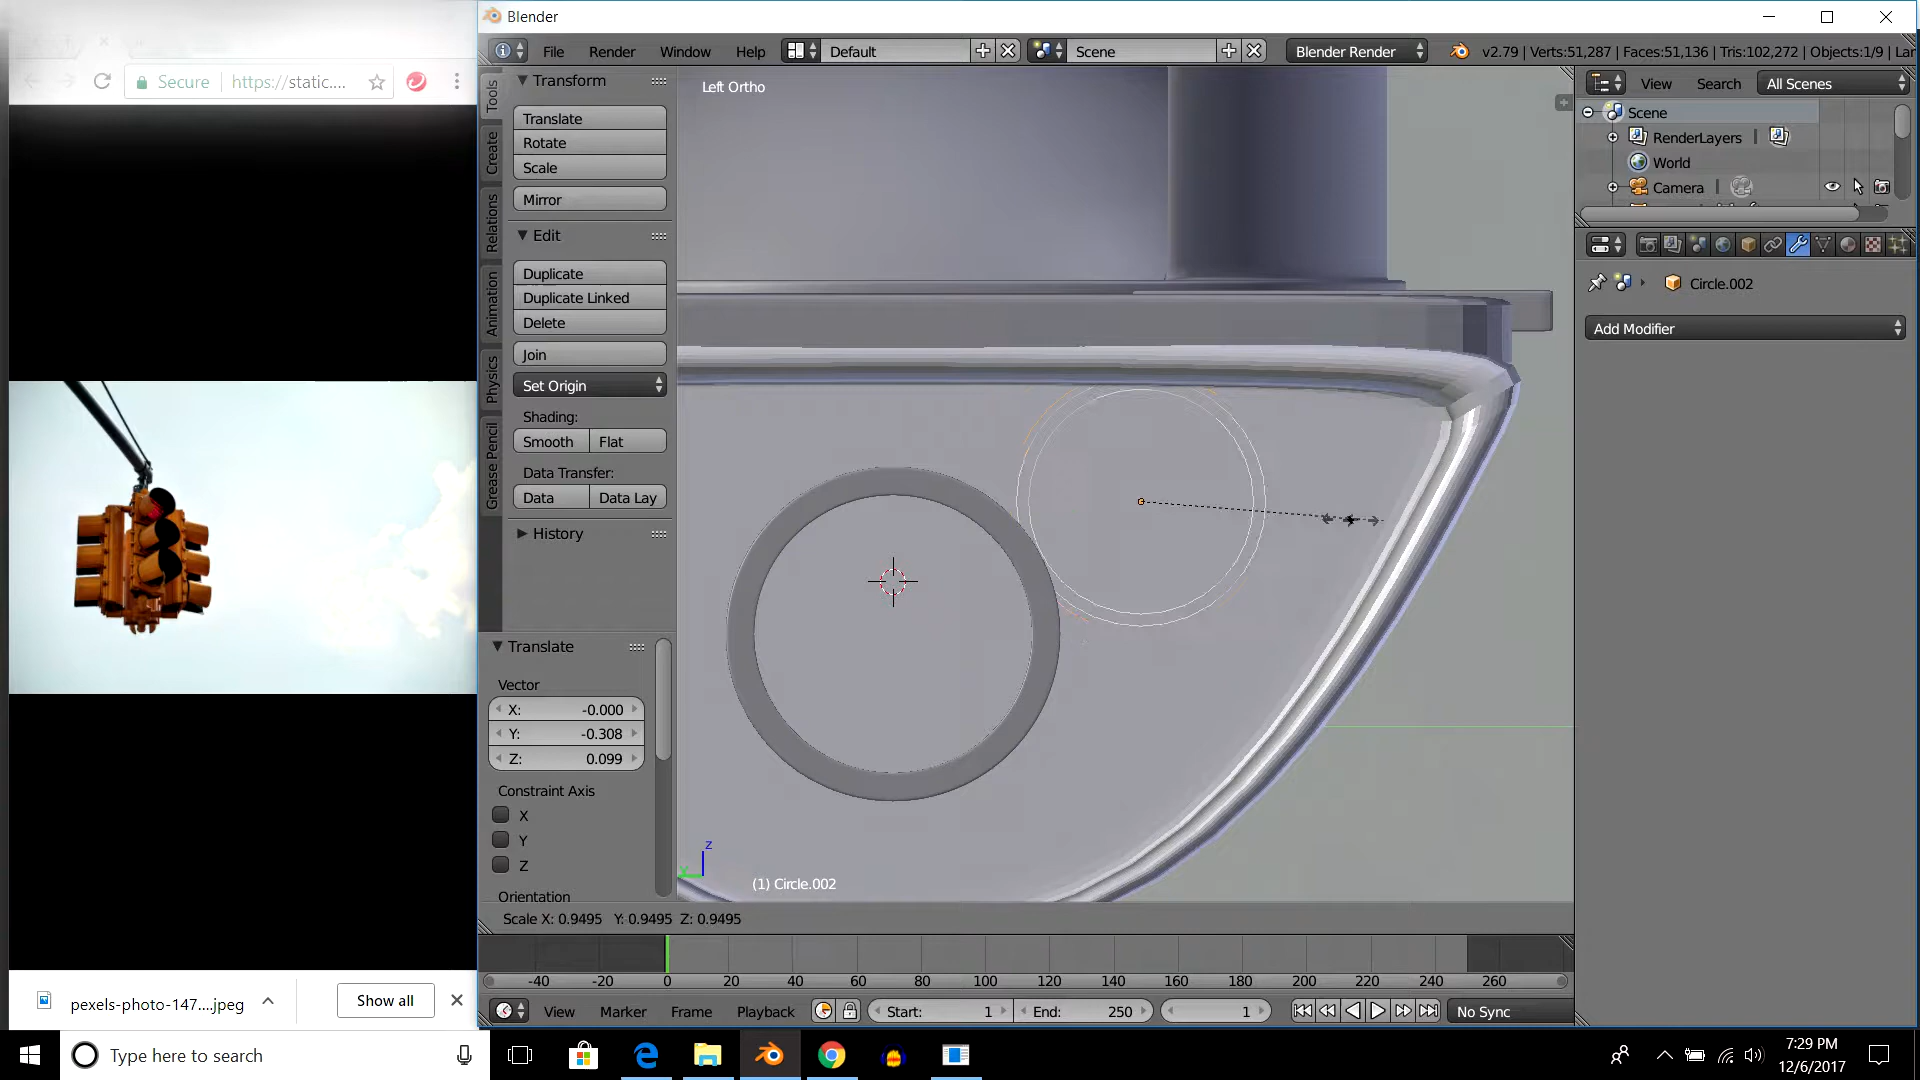 Blender
Secure https://static....
File Render Window Help Default Scene Blender Render v2.79 | Verts:51,287 | Faces:51,136 | Tris:102,272 | Objects:1/9 | Lar
Tools
Create
Relations
Animation
Physics
Grease Pencil
Transform
Translate
Rotate
Scale
Mirror
Edit
Duplicate
Duplicate Linked
Delete
Join
Set Origin
Shading:
Smooth Flat
Data Transfer:
Data Data Lay
History
Translate
Vector
X: -0.000
Y: -0.308
Z: 0.099
Constraint Axis
X
Y
Z
Orientation
Left Ortho
z
(1) Circle.002
Scale X: 0.9495 Y: 0.9495 Z: 0.9495
View Search All Scenes
Scene
RenderLayers
World
Camera
Circle.002
Add Modifier
-40 -20 0 20 40 60 80 100 120 140 160 180 200 220 240 260
View Marker Frame Playback Start: 1 End: 250 1 No Sync
pexels-photo-147....jpeg Show all
Type here to search
7:29 PM
12/6/2017